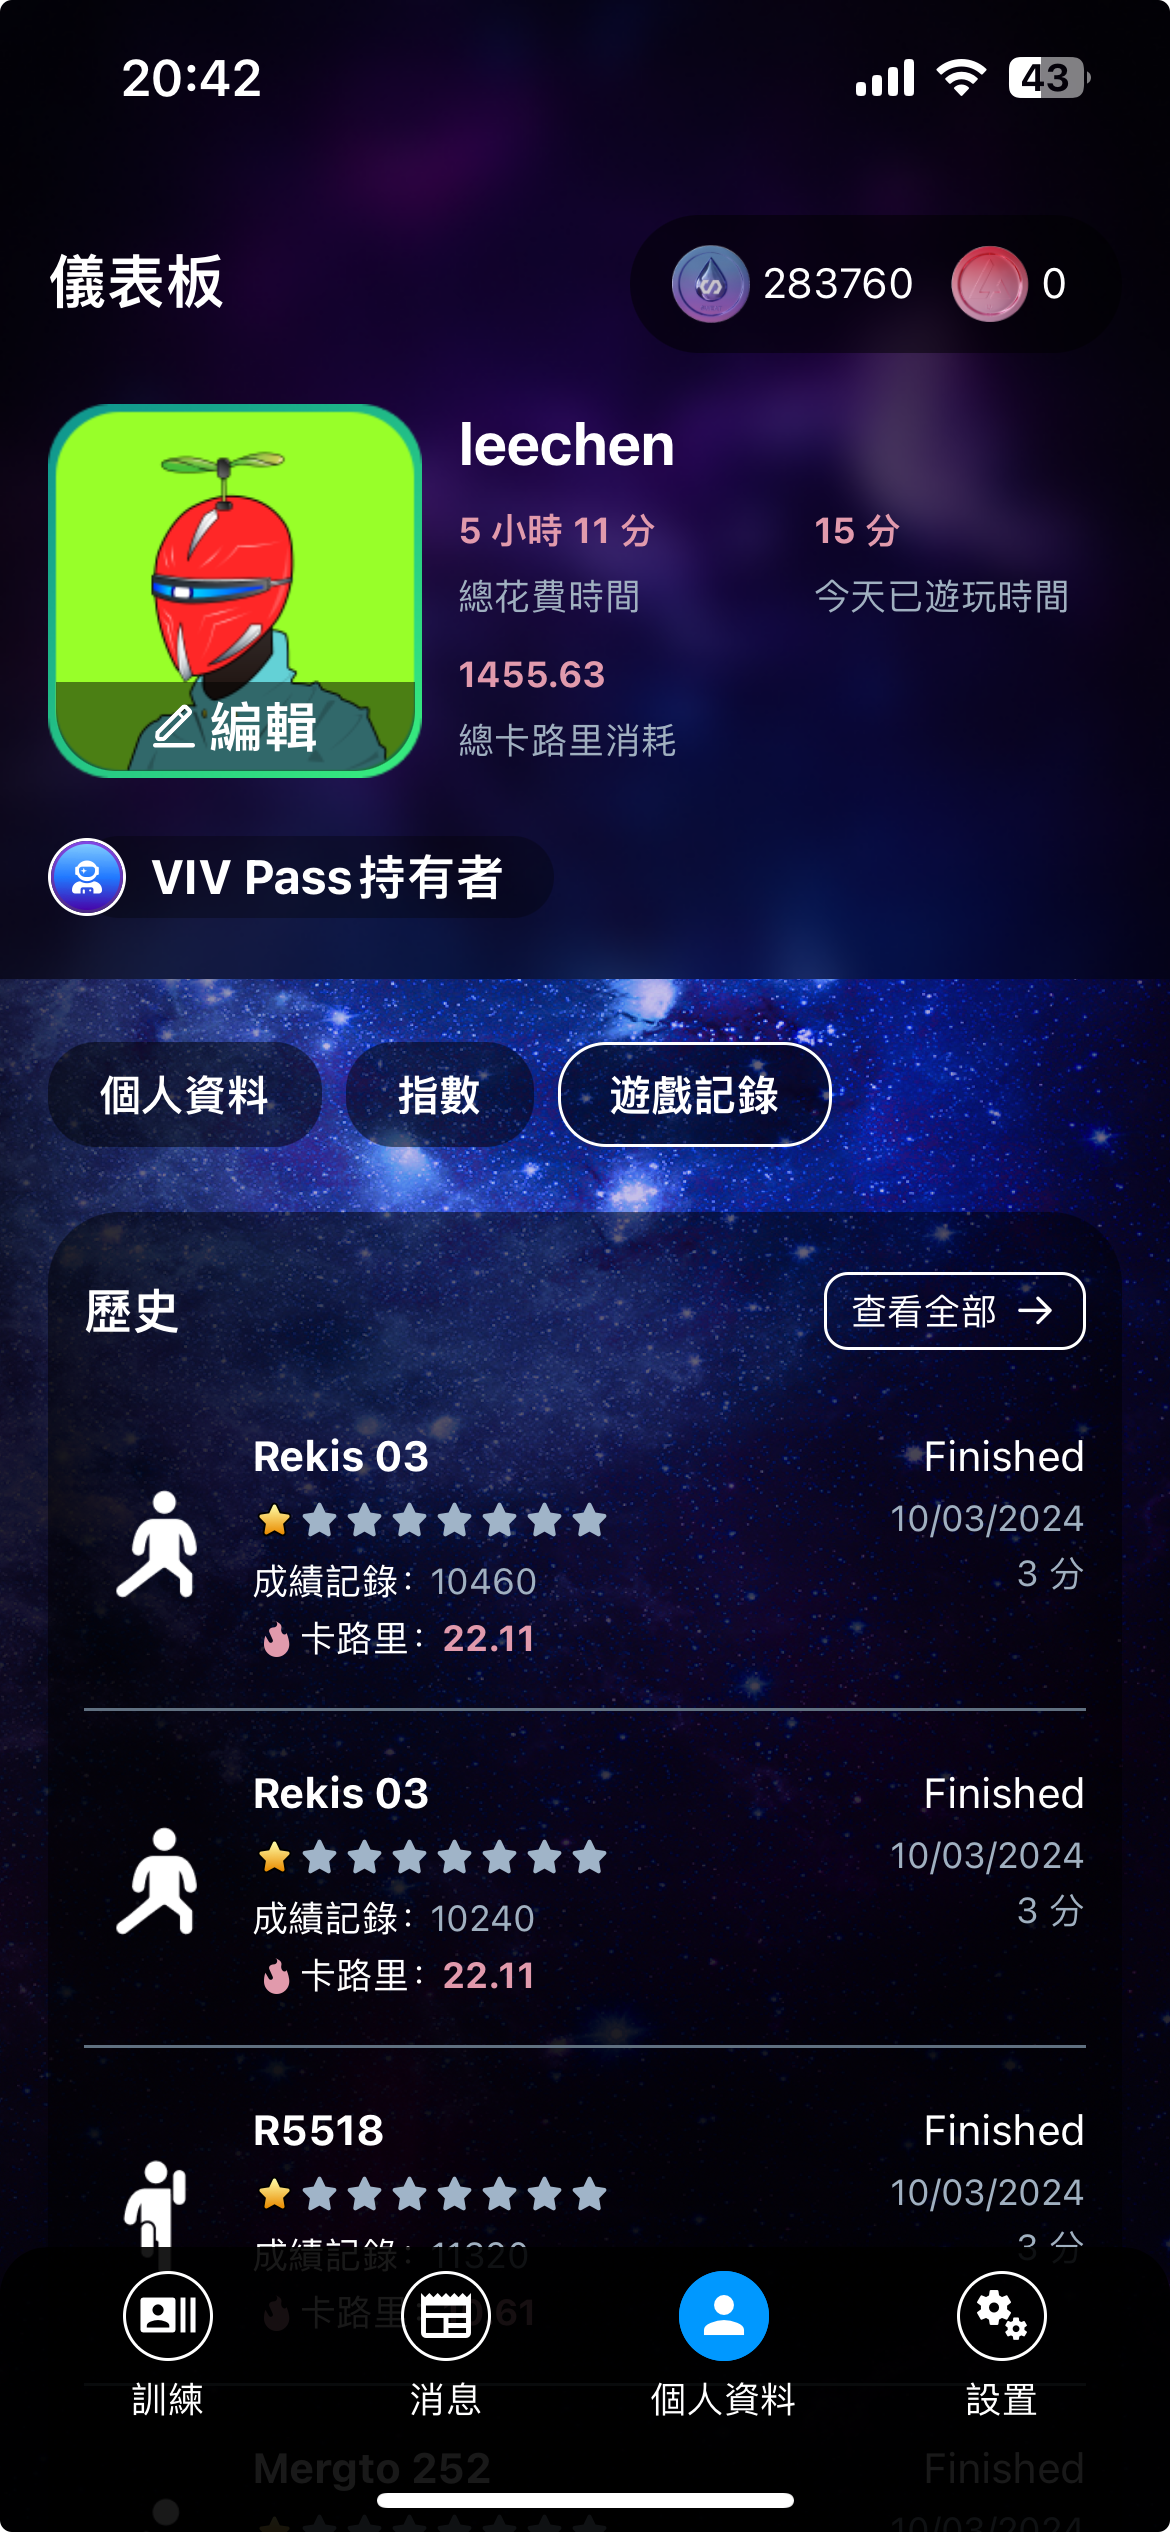 20:42
43
儀表板
283760
0
leechen
5 小時 11 分
15 分
總花費時間
今天已遊玩時間
1455.63
總卡路里消耗
編輯
VIV Pass持有者
個人資料
指數
遊戲記錄
歷史
查看全部
Rekis 03
Finished
10/03/2024
成績記錄: 10460
3 分
卡路里: 22.11
Rekis 03
Finished
10/03/2024
成績記錄: 10240
3 分
卡路里: 22.11
R5518
Finished
10/03/2024
成績記錄: 11320
3 分
卡路里
訓練
消息
個人資料
設置
Mergto 252
Finished
10/03/2024